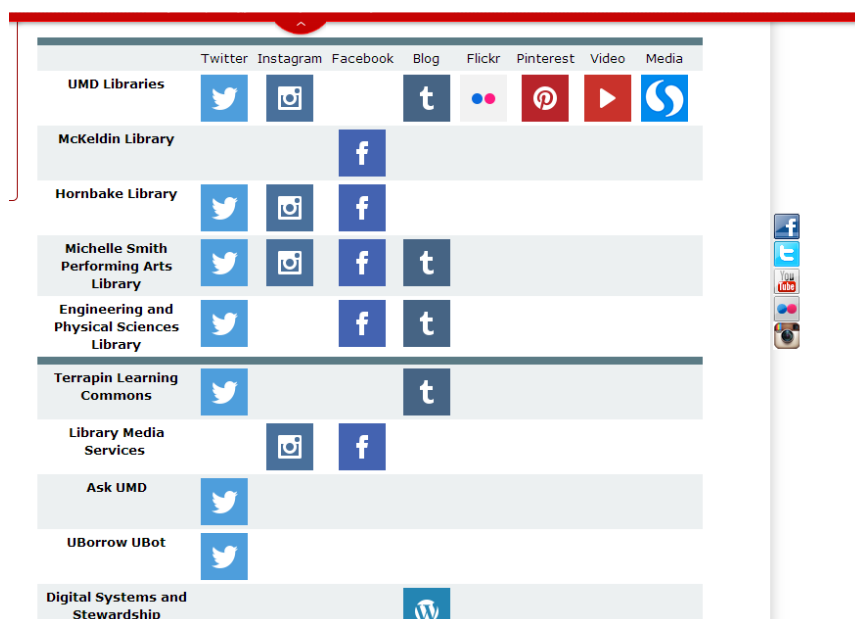 Twitter Instagram Facebook Blog Flickr Pinterest Video Media
UMD Libraries
McKeldin Library
Hornbake Library
Michelle Smith
Performing Arts
Library
Engineering and
Physical Sciences
Library
Terrapin Learning
Commons
Library Media
Services
Ask UMD
UBorrow UBot
Digital Systems and
Stewardship
You
Tube